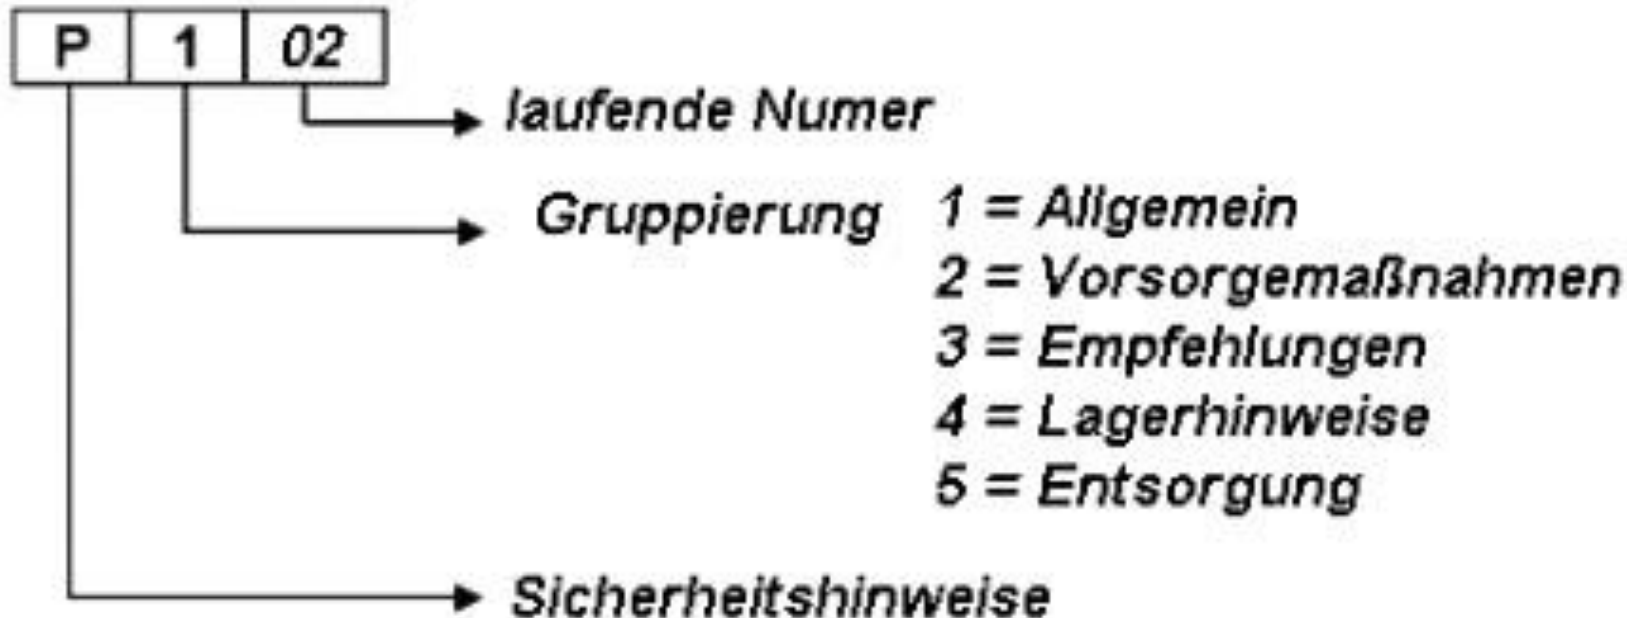 P 1 02
laufende Numer
Gruppierung 1 = Allgemein
2 = Vorsorgemaßnahmen
3 = Empfehlungen
4 = Lagerhinweise
5 = Entsorgung
Sicherheitshinweise